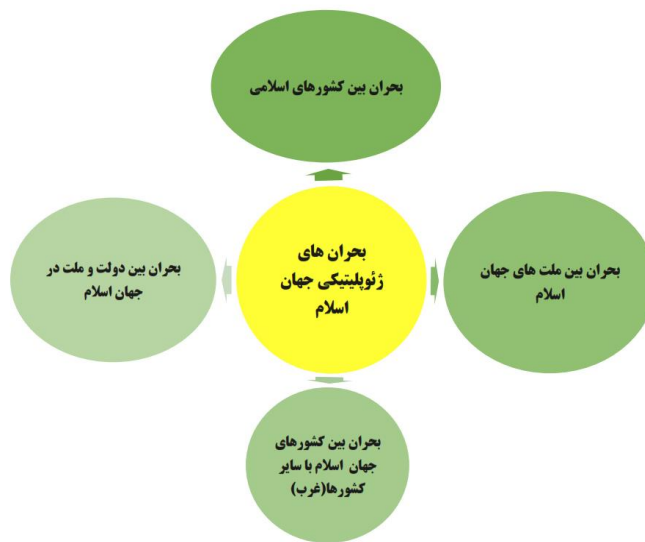 بحران بین کشورهای اسلامی
بحران بین ملت های جهان
اسلام
بحران های
ژئوپلیتیکی جهان
اسلام
بحران بین دولت و ملت در
جهان اسلام
بحران بین کشورهای
جهان اسلام با سایر
کشورها(غرب)